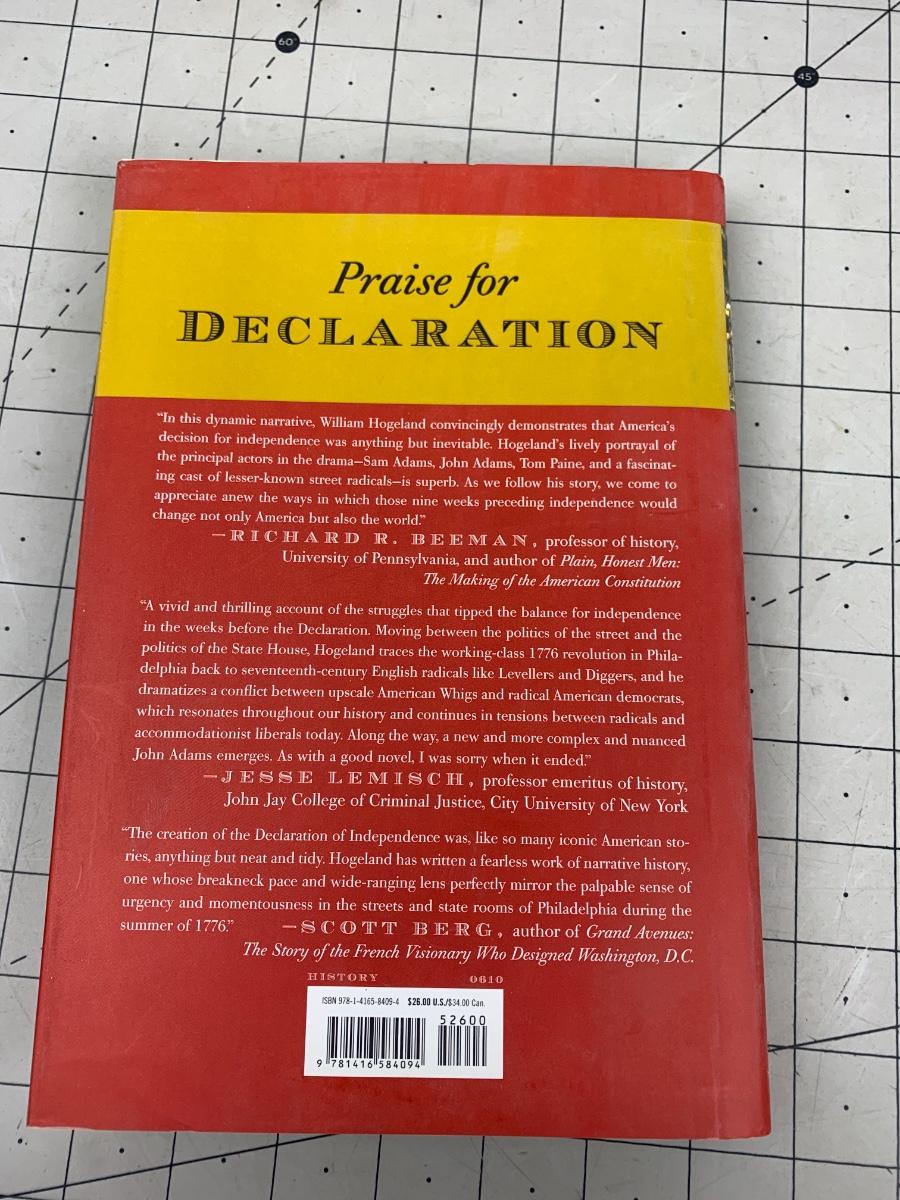 60°
45°
Praise for
DECLARATION
“In this dynamic narrative, William Hogeland convincingly demonstrates that America’s
decision for independence was anything but inevitable. Hogeland’s lively portrayal of
the principal actors in the drama—Sam Adams, John Adams, Tom Paine, and a fascinat-
ing cast of lesser-known street radicals—is superb. As we follow his story, we come to
appreciate anew the ways in which those nine weeks preceding independence would
change not only America but also the world.”
—RICHARD R. BEEMAN, professor of history,
University of Pennsylvania, and author of Plain, Honest Men:
The Making of the American Constitution
“A vivid and thrilling account of the struggles that tipped the balance for independence
in the weeks before the Declaration. Moving between the politics of the street and the
politics of the State House, Hogeland traces the working-class 1776 revolution in Phila-
delphia back to seventeenth-century English radicals like Levellers and Diggers, and he
dramatizes a conflict between upscale American Whigs and radical American democrats,
which resonates throughout our history and continues in tensions between radicals and
accommodationist liberals today. Along the way, a new and more complex and nuanced
John Adams emerges. As with a good novel, I was sorry when it ended.”
—JESSE LEMISCH, professor emeritus of history,
John Jay College of Criminal Justice, City University of New York
“The creation of the Declaration of Independence was, like so many iconic American sto-
ries, anything but neat and tidy. Hogeland has written a fearless work of narrative history,
one whose breakneck pace and wide-ranging lens perfectly mirror the palpable sense of
urgency and momentousness in the streets and state rooms of Philadelphia during the
summer of 1776.” —SCOTT BERG, author of Grand Avenues:
The Story of the French Visionary Who Designed Washington, D.C.
HISTORY 0610
ISBN 978-1-4165-8409-4 $26.00 U.S./$34.00 Can.
52600
9 781416 584094